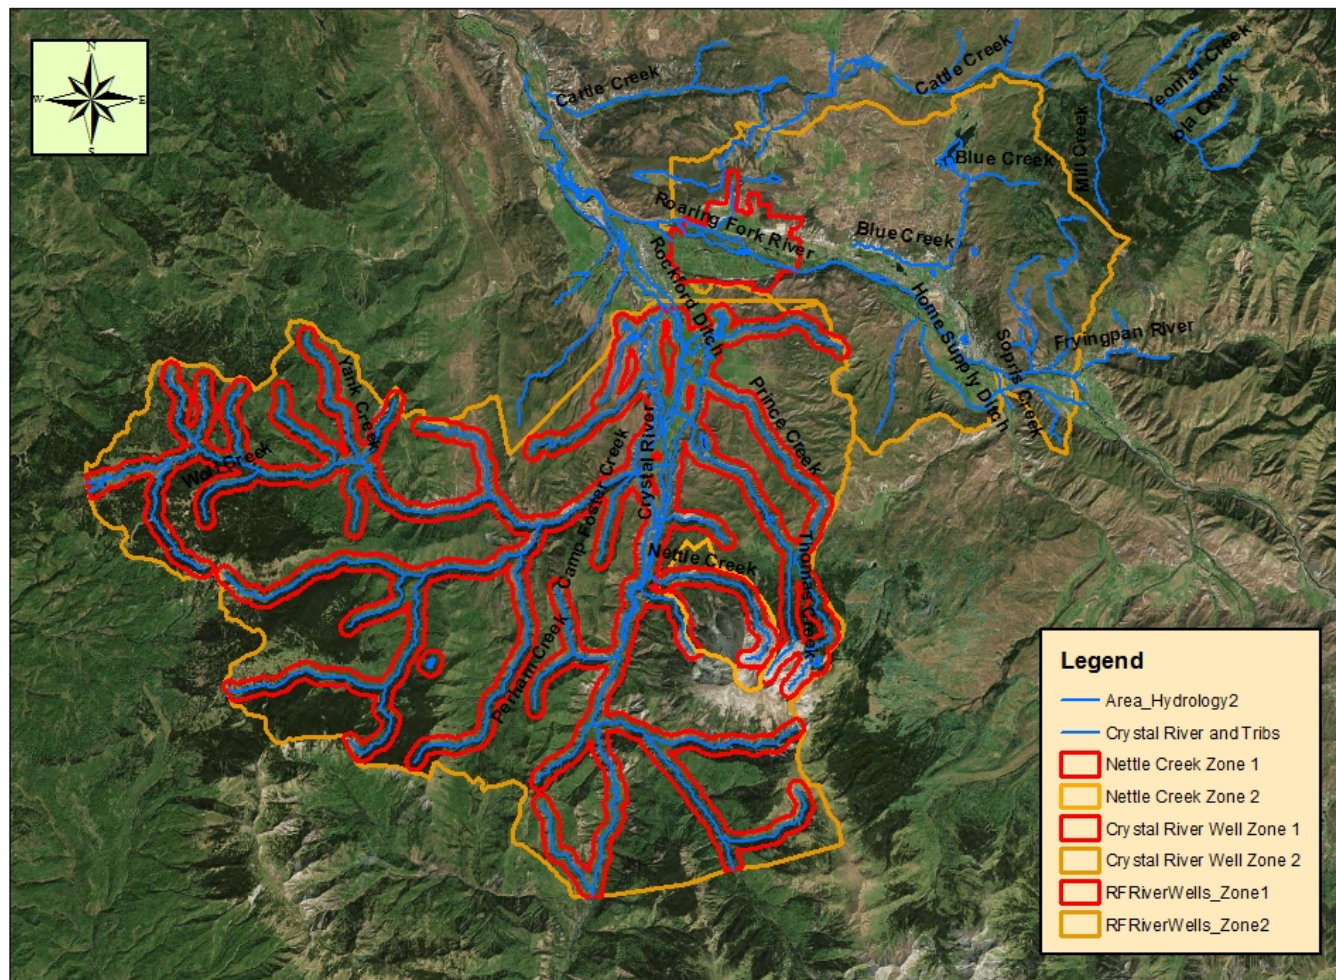 N
W
E
S
Cattle Creek
Cattle Creek
Yeoman Creek
Iola Creek
Mill Creek
Blue Creek
Roaring Fork River
Blue Creek
Rockford Ditch
Home Supply Ditch
Sopris Creek
Fryingpan River
Yank Creek
Wolf Creek
Prince Creek
Crystal River
Camp Foster Creek
Nettle Creek
Thomas Creek
Perham Creek
Legend
Area_Hydrology2
Crystal River and Tribs
Nettle Creek Zone 1
Nettle Creek Zone 2
Crystal River Well Zone 1
Crystal River Well Zone 2
RFRiverWells_Zone1
RFRiverWells_Zone2